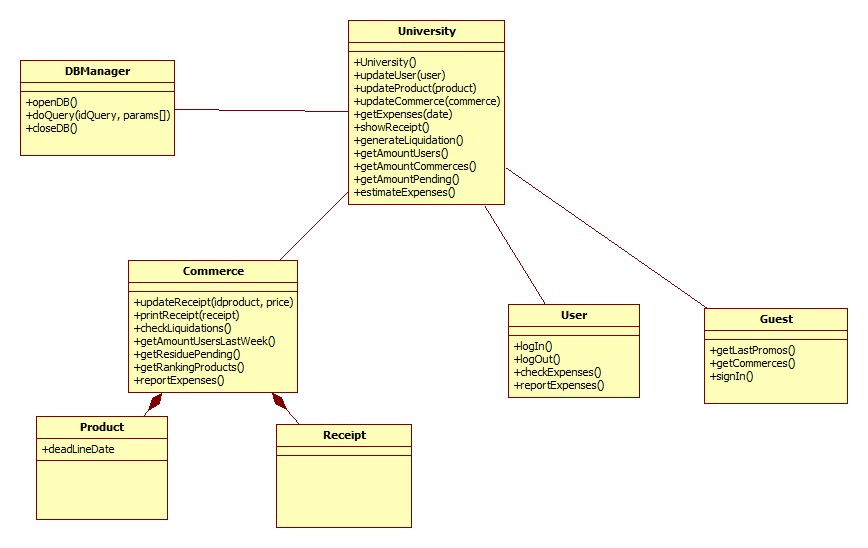 University
+University()
+updateUser(user)
+updateProduct(product)
+updateCommerce(commerce)
+getExpenses(date)
+showReceipt()
+generateLiquidation()
+getAmountUsers()
+getAmountCommerces()
+getAmountPending()
+estimateExpenses()
DBManager
+openDB()
+doQuery(idQuery, params[])
+closeDB()
Commerce
+updateReceipt(idproduct, price)
+printReceipt(receipt)
+checkLiquidations()
+getAmountUsersLastWeek()
+getResiduePending()
+getRankingProducts()
+reportExpenses()
User
+logIn()
+logOut()
+checkExpenses()
+reportExpenses()
Guest
+getLastPromos()
+getCommerces()
+signIn()
Product
+deadLineDate
Receipt